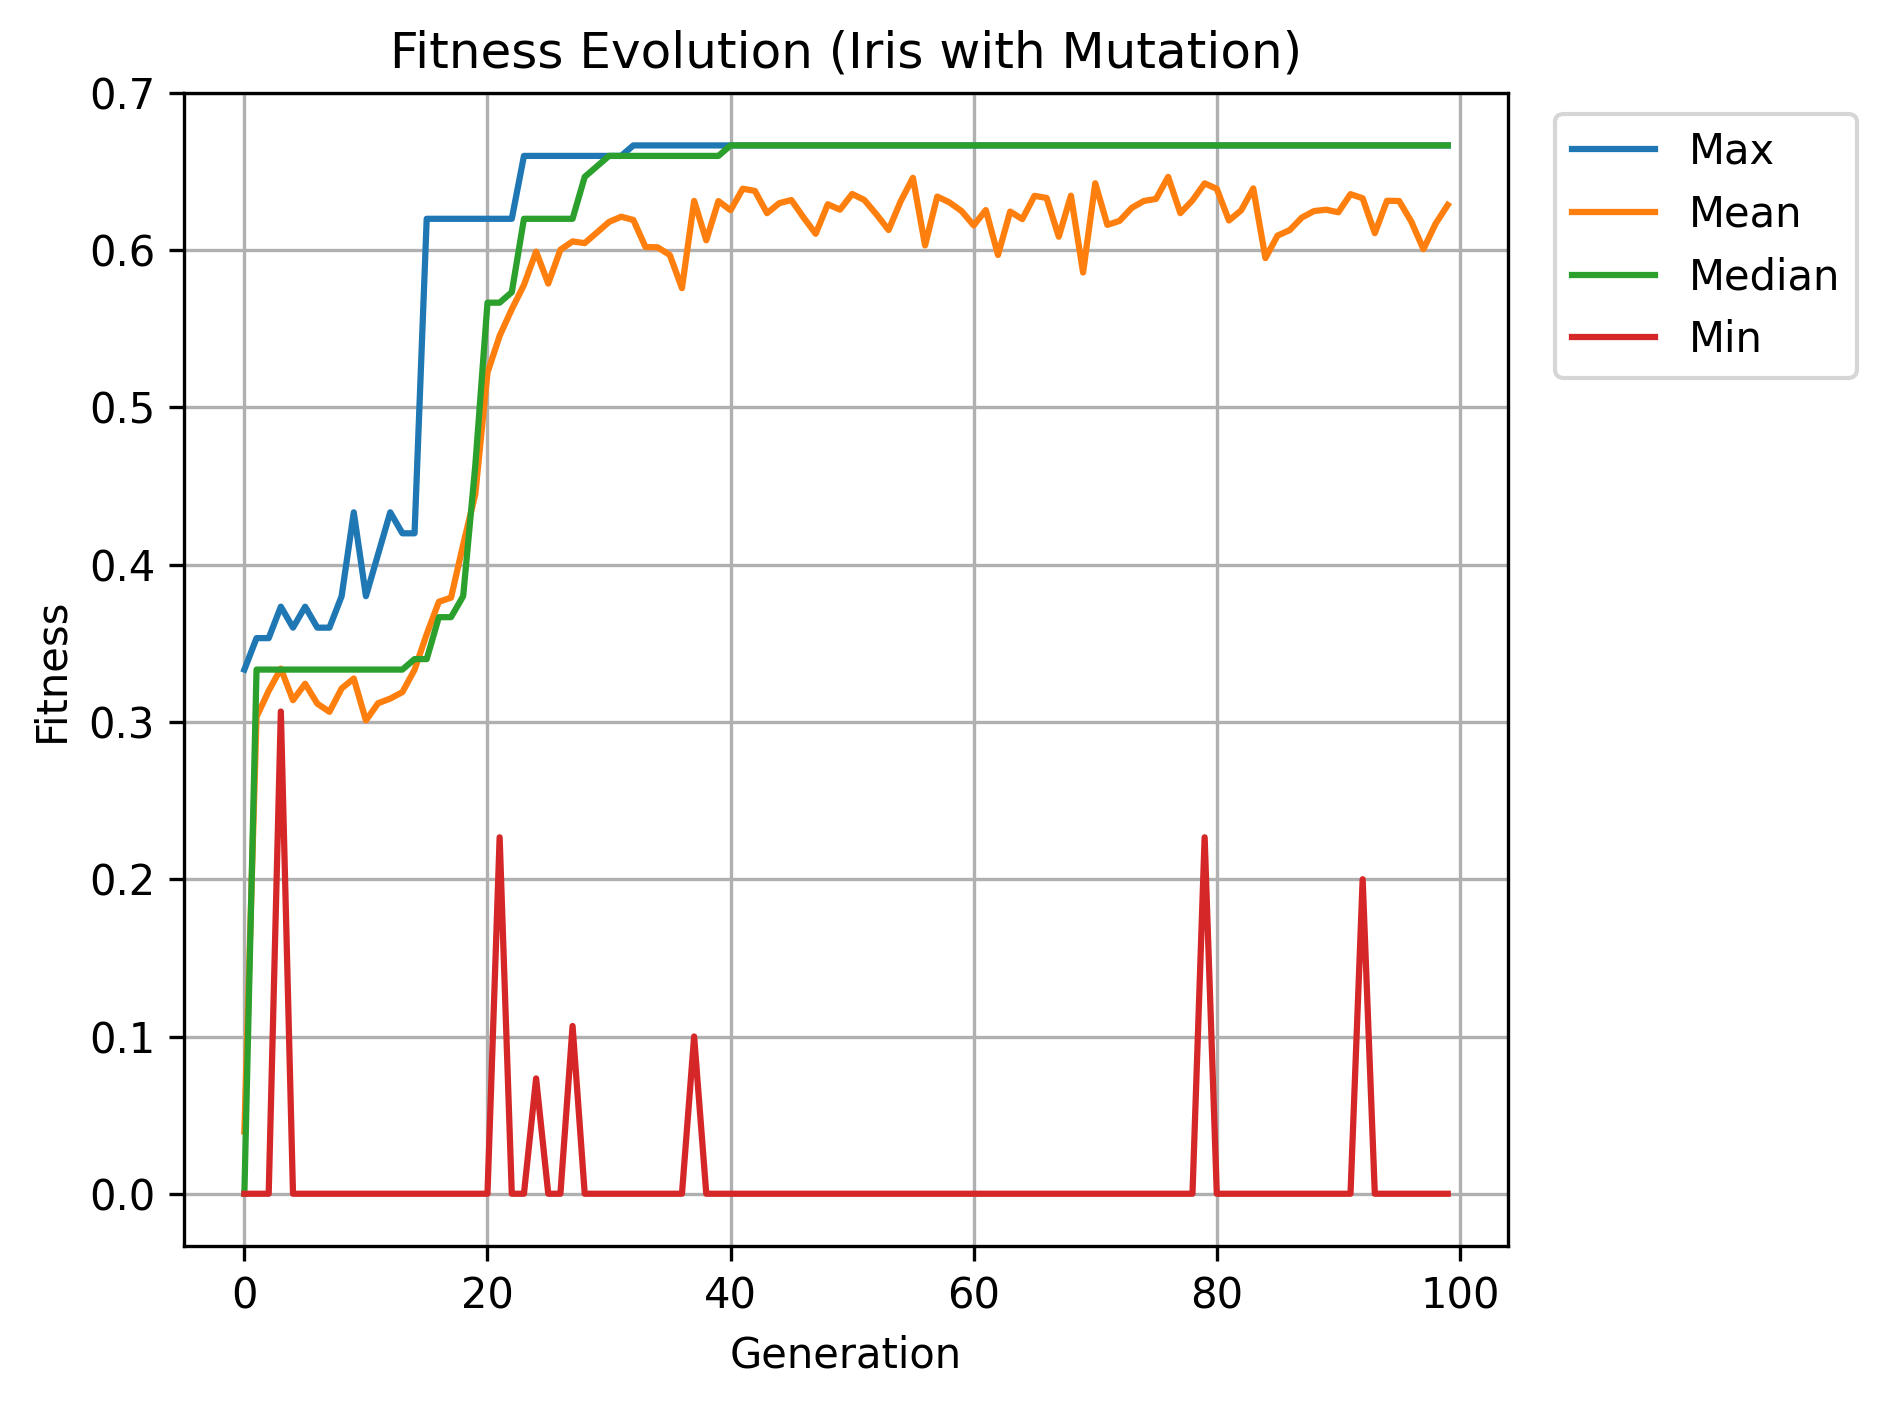 Fitness Evolution (Iris with Mutation)
0.7
0.6
0.5
0.4
0.3
0.2
0.1
0.0
Fitness
0 20 40 60 80 100
Generation
Max
Mean
Median
Min